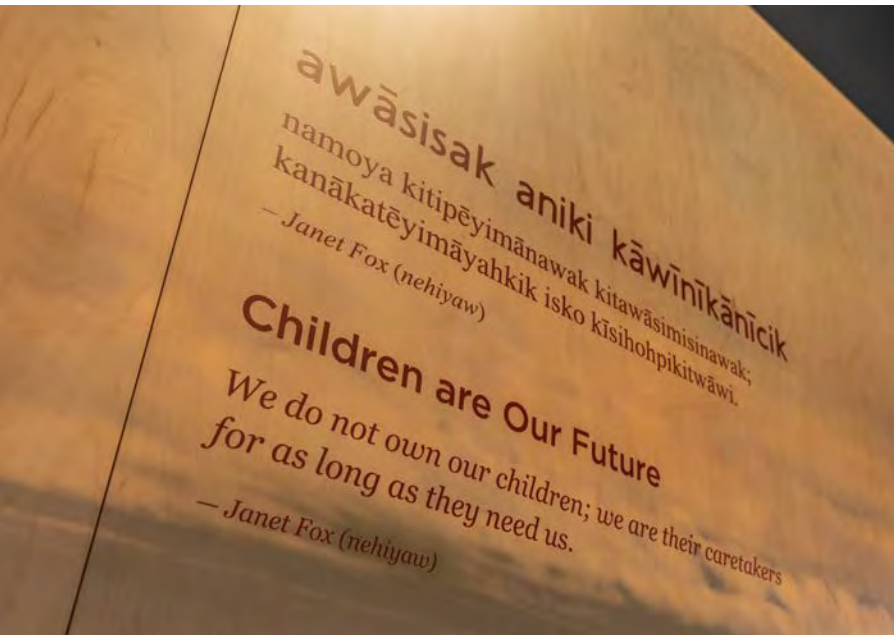 awāsisak aniki kāwīnīkānīcik
namoya kitipēyimānawak kitawāsimisinawak;
kanākatēyimāyahkik isko kīsihohpikitwāwi.
– Janet Fox (nehiyaw)
Children are Our Future
We do not own our children; we are their caretakers
for as long as they need us.
– Janet Fox (nehiyaw)